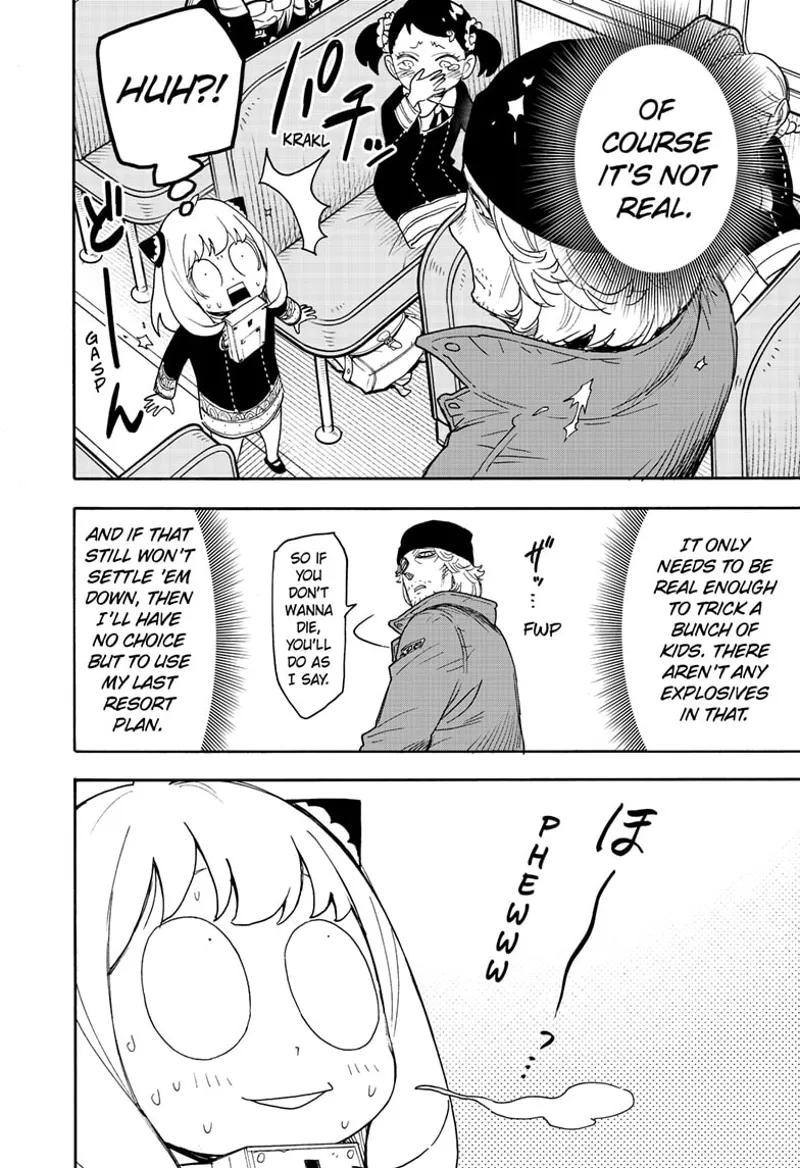 OF
COURSE
IT'S NOT
REAL.
パチッ
KRAKL
HUH?!
どーーん
GASP
IT ONLY
NEEDS TO BE
REAL ENOUGH
TO TRICK A
BUNCH OF
KIDS. THERE
AREN'T ANY
EXPLOSIVES
IN THAT.
ザッ…
FWP
SO IF
YOU
DON'T
WANNA
DIE,
YOU'LL
DO AS
I SAY.
AND IF THAT
STILL WON'T
SETTLE 'EM
DOWN, THEN
I'LL HAVE
NO CHOICE
BUT TO USE
MY LAST
RESORT
PLAN.
ほーっ…
PHEWWW